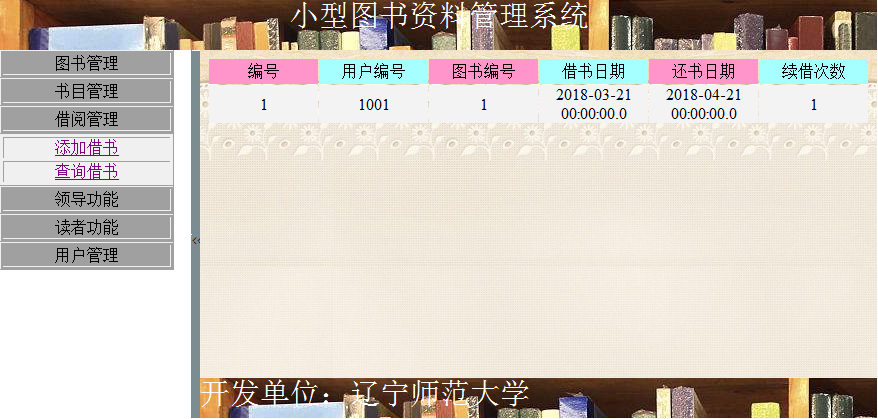 小型图书资料管理系统
图书管理
书目管理
借阅管理
添加借书
查询借书
领导功能
读者功能
用户管理
<<
编号 用户编号 图书编号 借书日期 还书日期 续借次数
1 1001 1 2018-03-21 00:00:00.0 2018-04-21 00:00:00.0 1
开发单位：辽宁师范大学